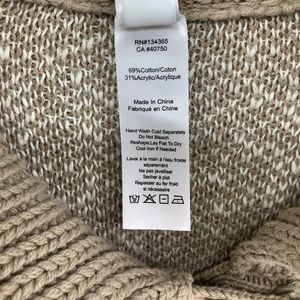 RN#134365
CA #40750
69%Cotton/Coton
31%Acrylic/Acrylique
Made In China
Fabriqué en Chine
Hand Wash Cold Separately
Do Not Bleach
Reshape,Lay Flat To Dry
Cool Iron if Needed
Laver à la main à l'eau froide
séparément
Ne pas javelliser
Secher à plat
Repasser au fer froid
si nécessaire